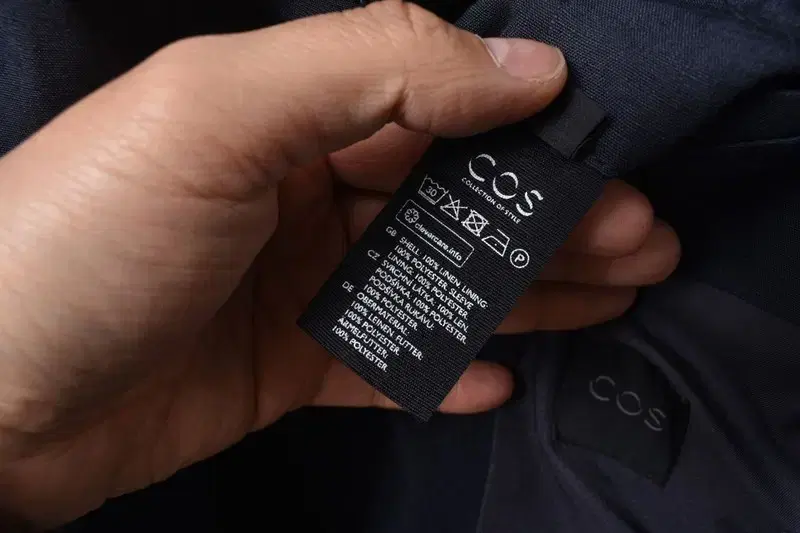 COS
COLLECTION OF STYLE
30
P
clevercare.info
GB SHELL. 100% LINEN. LINING:
100% POLYESTER. SLEEVE
LINING. 100% POLYESTER
CZ SVRCHNÍ LÁTKA. 100% LEN.
PODŠÍVKA. 100% POLYESTER.
PODŠÍVKA RUKÁVU:
100% POLYESTER
DE OBERMATERIAL:
100% LEINEN. FUTTER:
100% POLYESTER.
ÄRMELFUTTER:
100% POLYESTER
COS